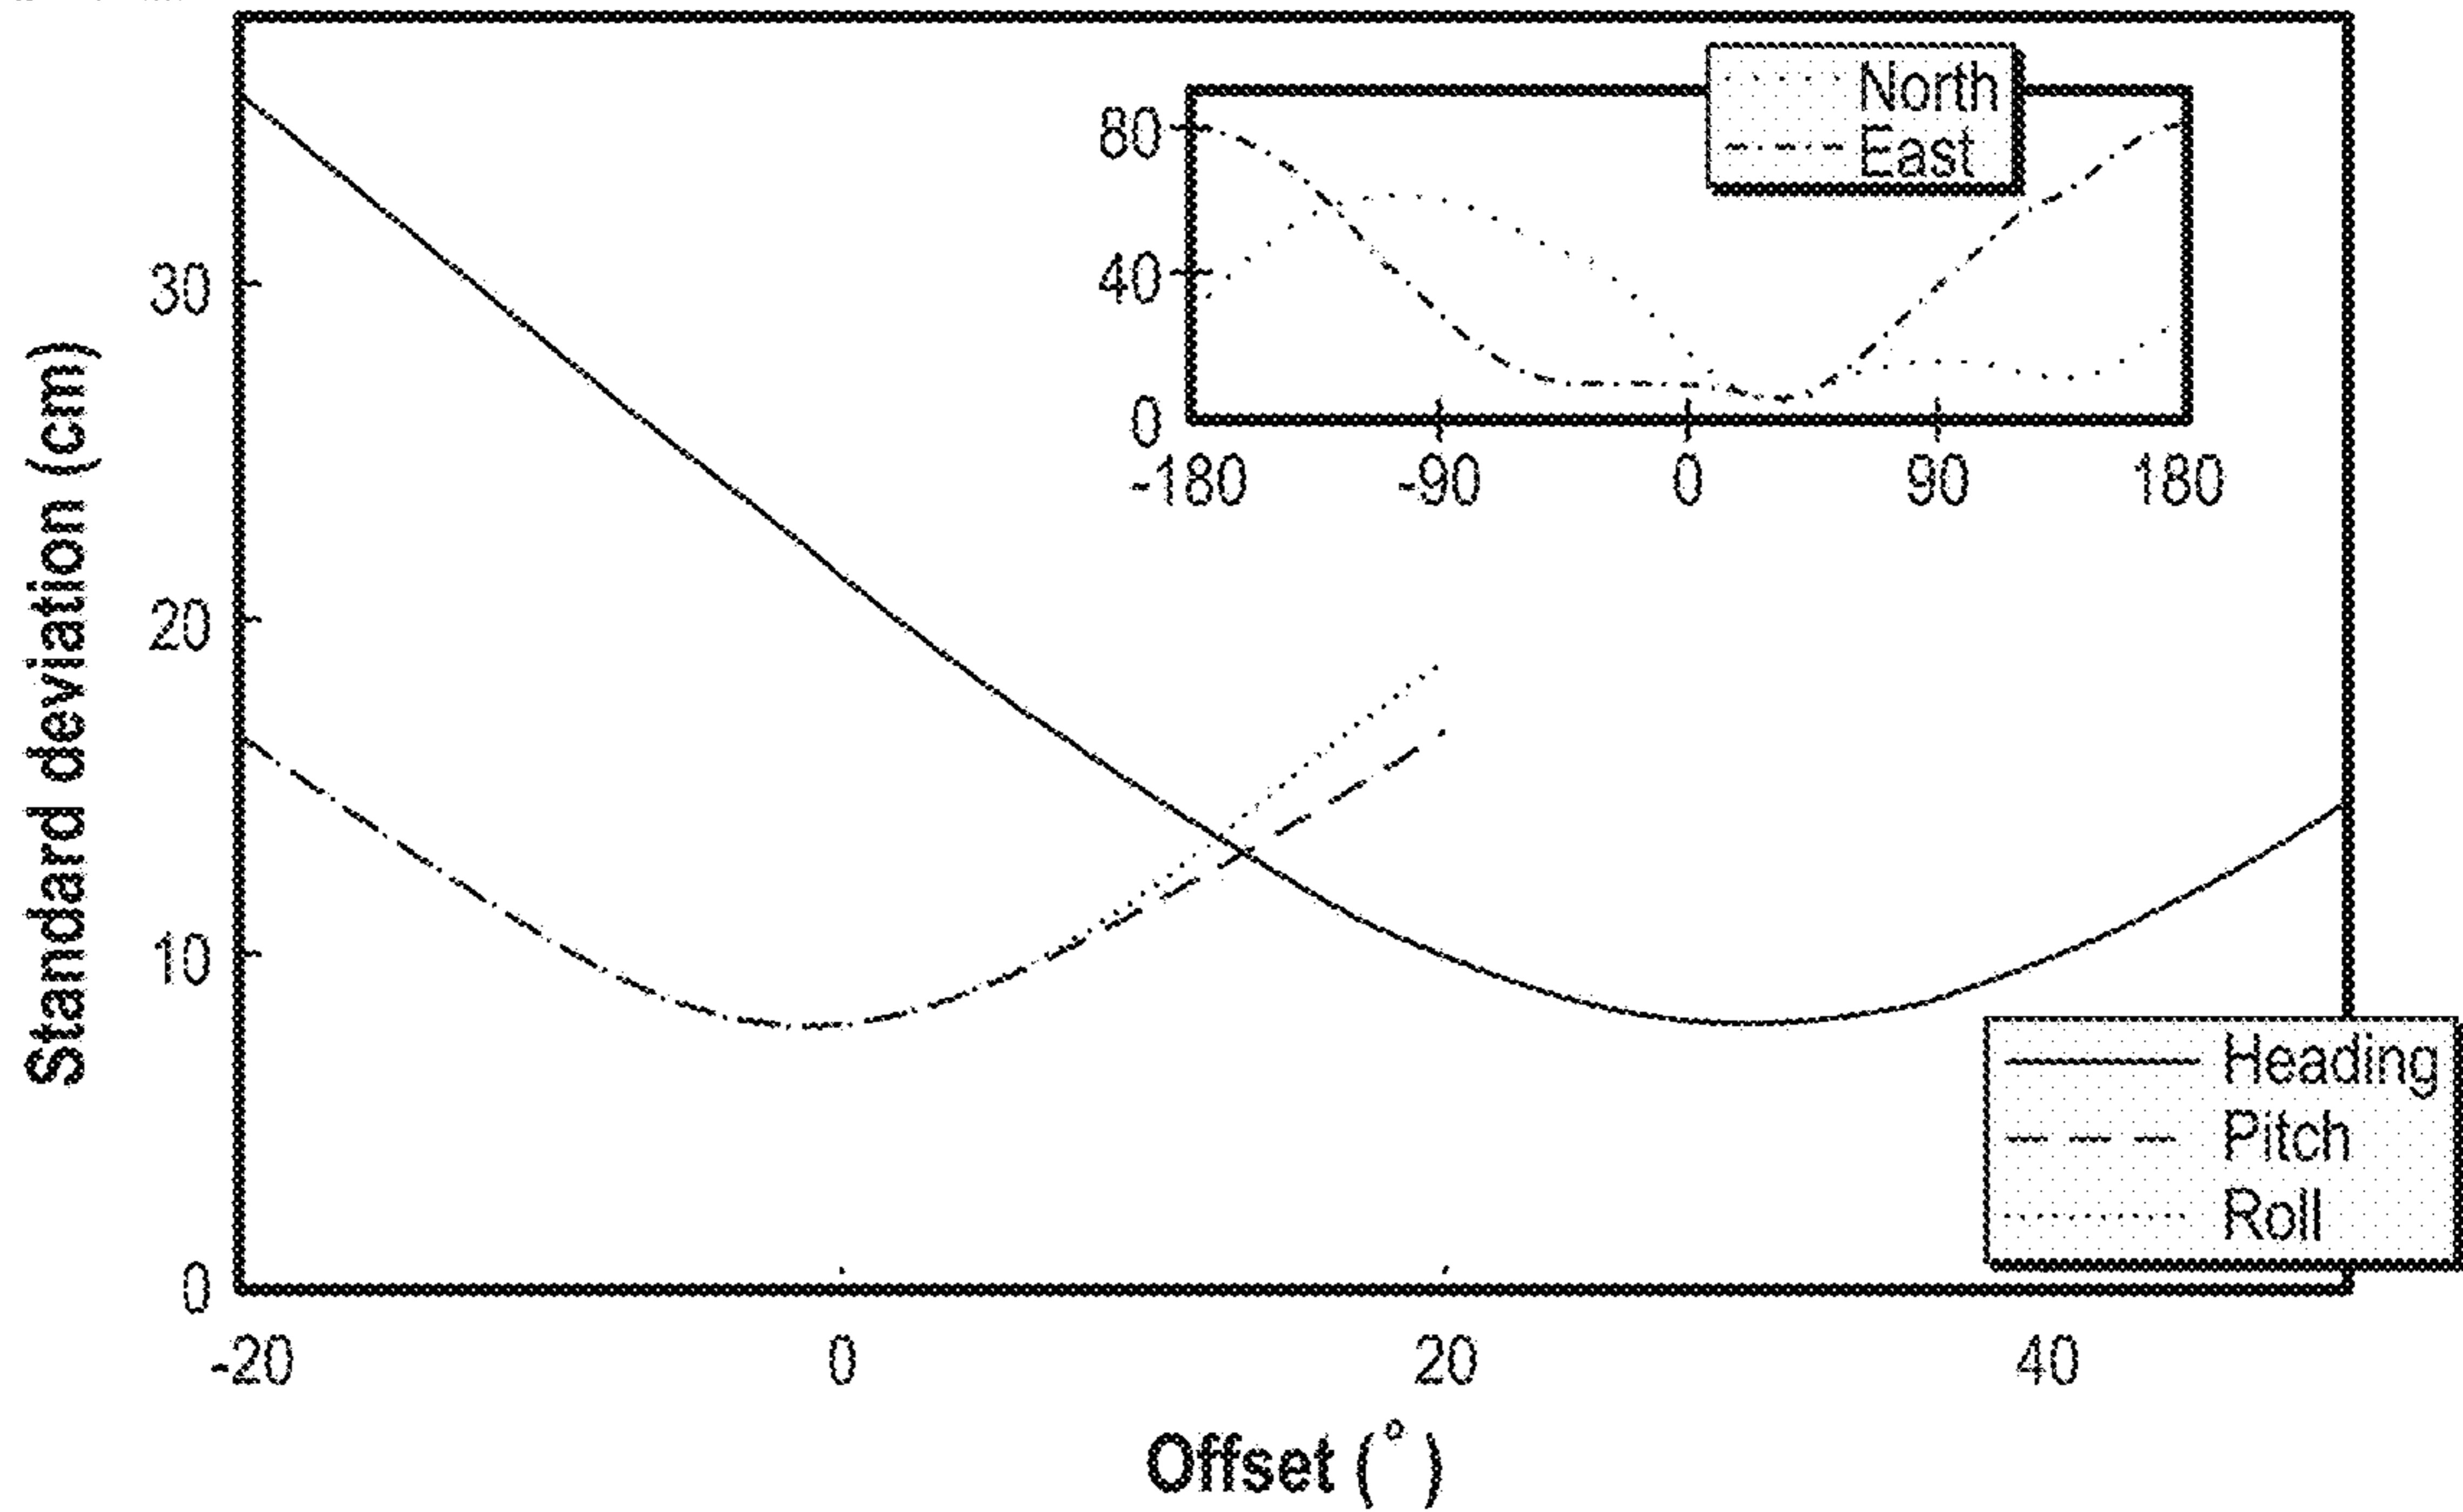 North
East
80
40
0
-180 -90 0 90 180
Standard deviation (cm)
30
20
10
0
Heading
Pitch
Roll
-20 0 20 40
Offset (°)